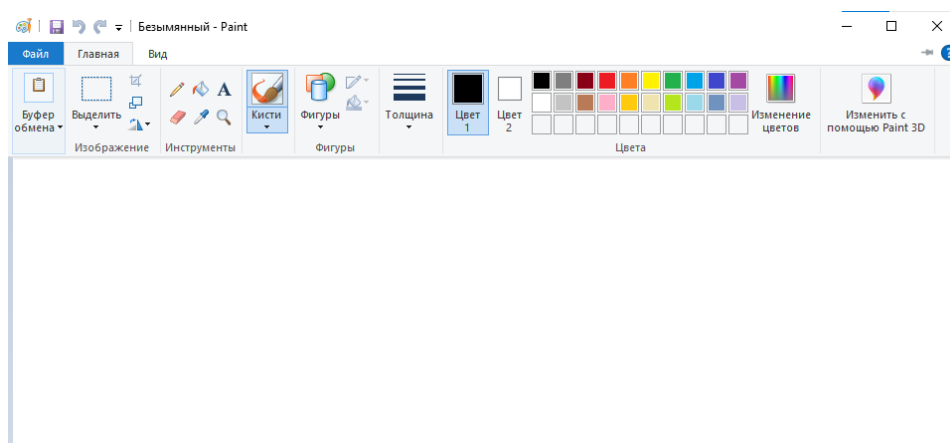 Безымянный - Paint
Файл Главная Вид
Буфер обмена
Выделить
Изображение
A
Инструменты
Кисти
Фигуры
Фигуры
Толщина
Цвет 1
Цвет 2
Изменение цветов
Цвета
Изменить с помощью Paint 3D